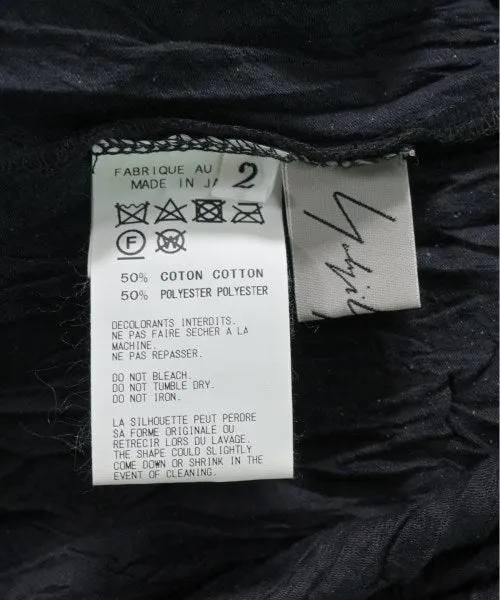 FABRIQUE AU
MADE IN JA
2
F
W
50% COTON COTTON
50% POLYESTER POLYESTER
DECOLORANTS INTERDITS.
NE PAS FAIRE SECHER A LA
MACHINE.
NE PAS REPASSER.
DO NOT BLEACH.
DO NOT TUMBLE DRY.
DO NOT IRON.
LA SILHOUETTE PEUT PERDRE
SA FORME ORIGINALE OU
RETRECIR LORS DU LAVAGE.
THE SHAPE COULD SLIGHTLY
COME DOWN OR SHRINK IN THE
EVENT OF CLEANING.